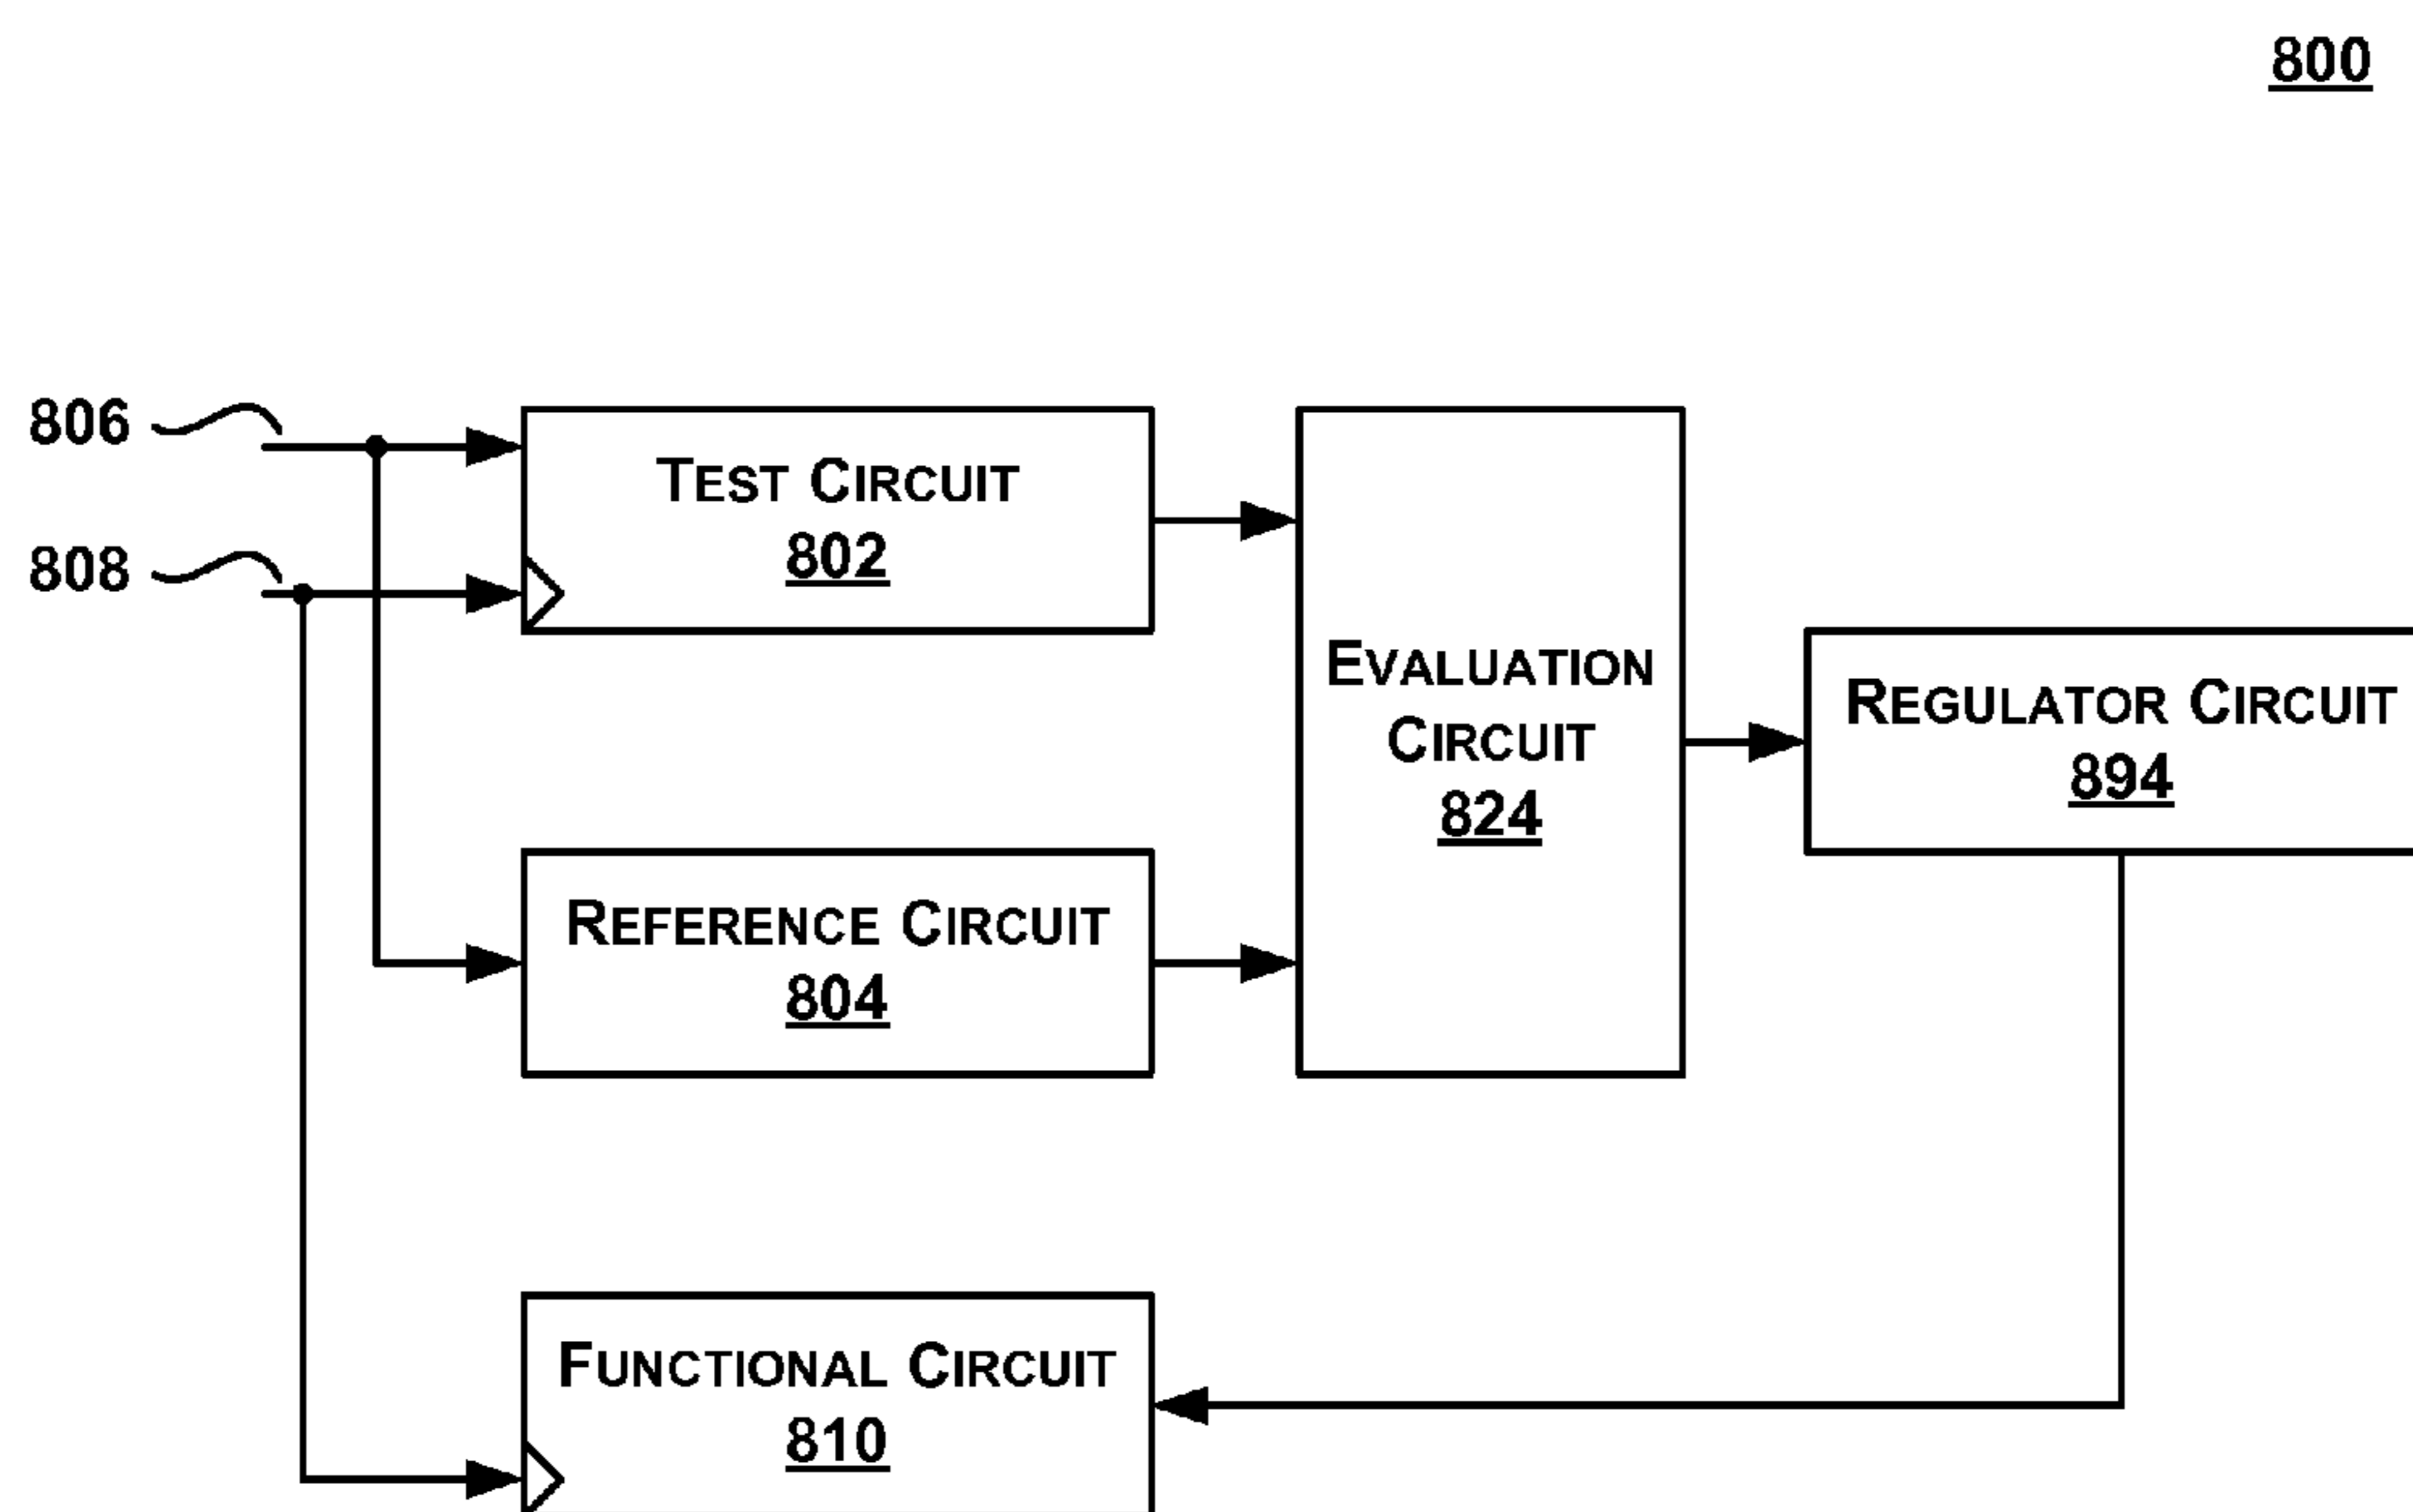 800
806
TEST CIRCUIT
802
808
EVALUATION
CIRCUIT
824
REGULATOR CIRCUIT
894
REFERENCE CIRCUIT
804
FUNCTIONAL CIRCUIT
810